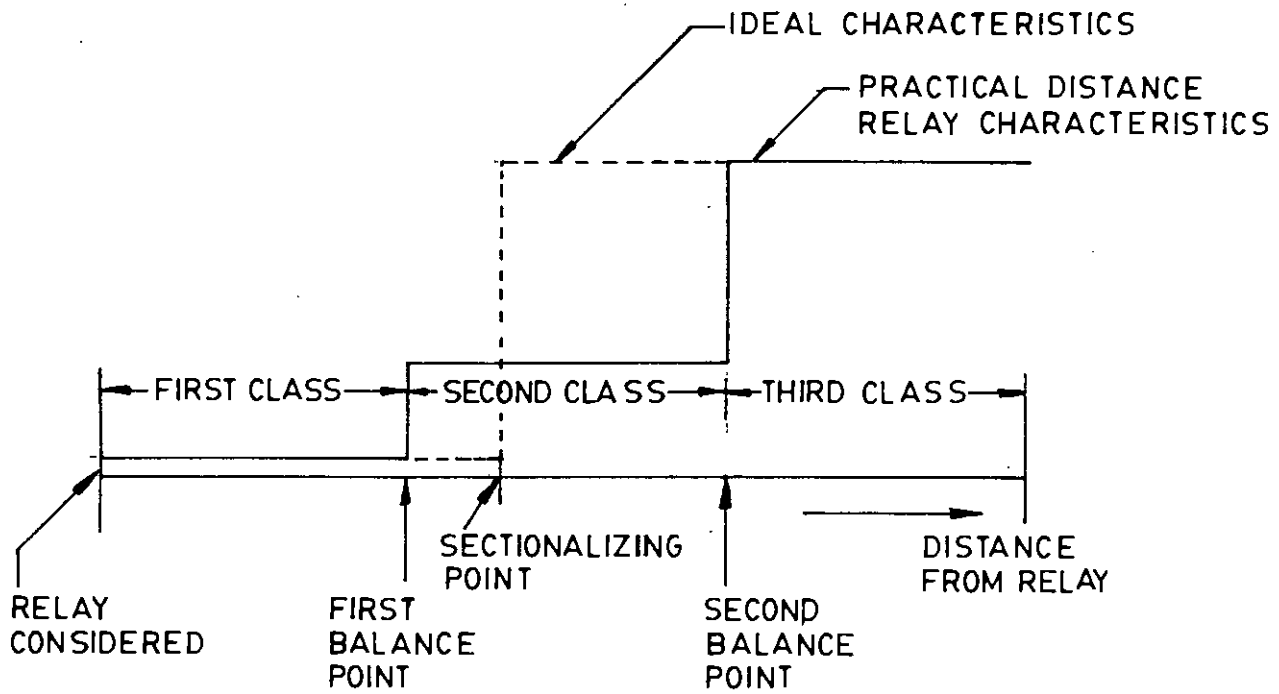 IDEAL CHARACTERISTICS
PRACTICAL DISTANCE
RELAY CHARACTERISTICS
FIRST CLASS
SECOND CLASS
THIRD CLASS
SECTIONALIZING
POINT
DISTANCE
FROM RELAY
RELAY
CONSIDERED
FIRST
BALANCE
POINT
SECOND
BALANCE
POINT